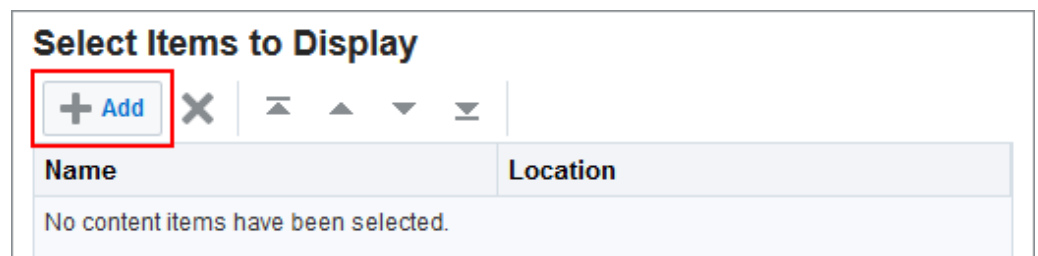 Select Items to Display
Add
Name Location
No content items have been selected.